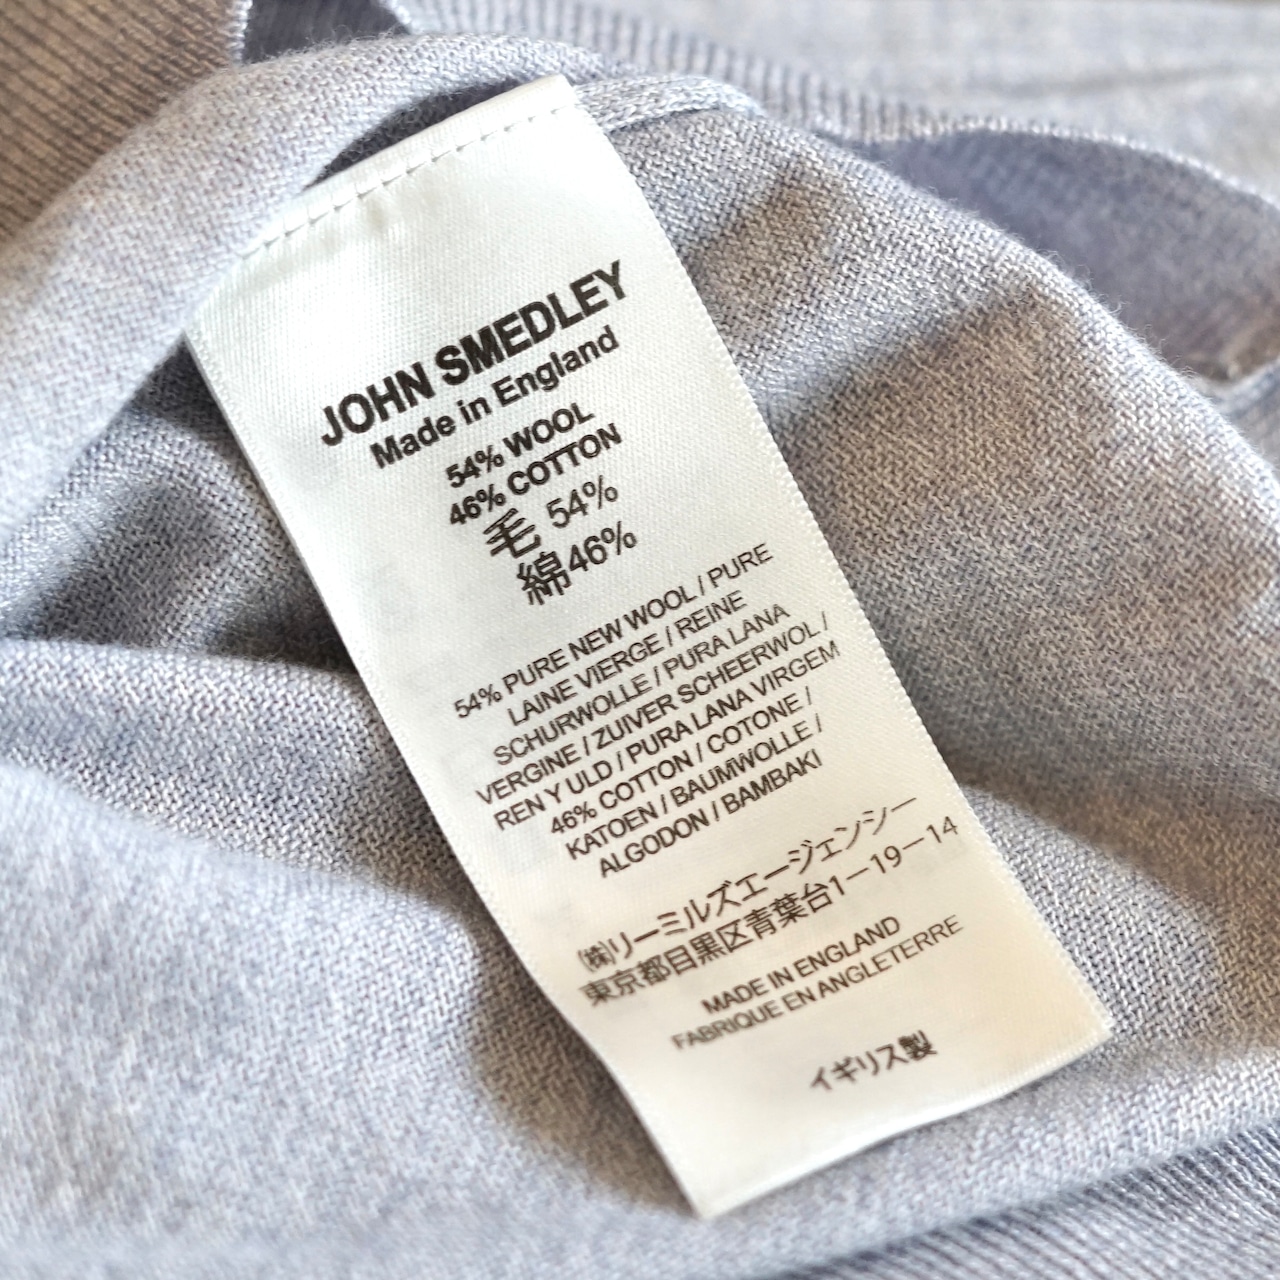 JOHN SMEDLEY
Made in England
54% WOOL
46% COTTON
毛 54%
綿46%
54% PURE NEW WOOL / PURE
LAINE VIERGE / REINE
SCHURWOLLE / PURA LANA
VERGINE / ZUIVER SCHEERWOL /
REN Y ULD / PURA LANA VIRGEM
46% COTTON / COTONE /
KATOEN / BAUMWOLLE /
ALGODON / BAMBAKI
㈱リーミルズエージェンシー
東京都目黒区青葉台1－19－14
MADE IN ENGLAND
FABRIQUE EN ANGLETERRE
イギリス製